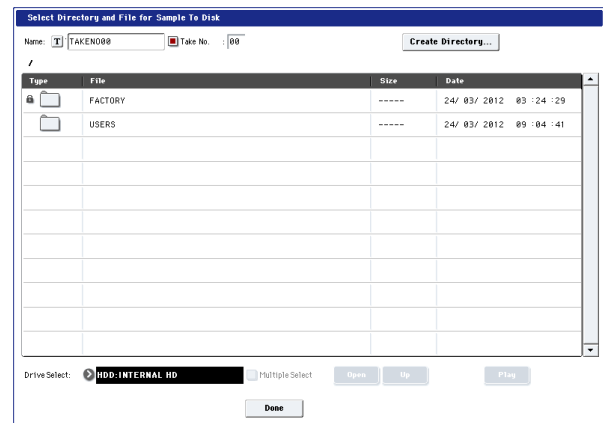 Select Directory and File for Sample To Disk
Name: T TAKENO00 Take No. : 00 Create Directory...
/
Type File Size Date
FACTORY ----- 24/ 03/ 2012 03 :24 :29
USERS ----- 24/ 03/ 2012 09 :04 :41
Drive Select: HDD:INTERNAL HD Multiple Select Open Up Play
Done